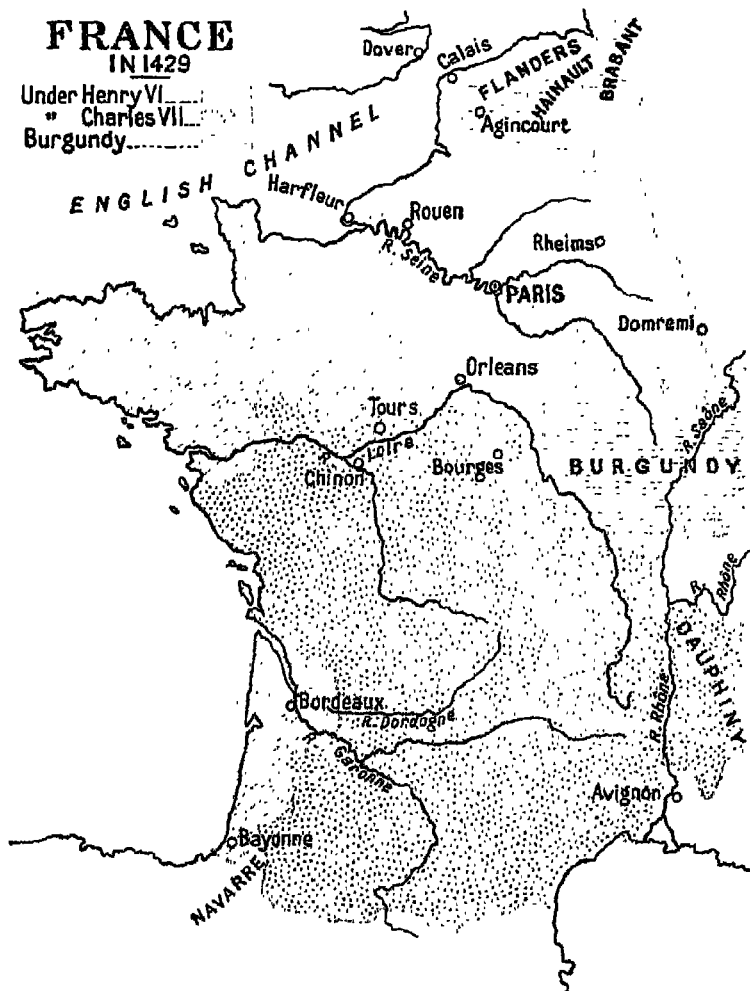 FRANCE
IN 1429
Under Henry VI
" Charles VII
Burgundy
Dover
Calais
FLANDERS
HAINAULT
BRABANT
Agincourt
ENGLISH CHANNEL
Harfleur
Rouen
R. Seine
Rheims
PARIS
Domremi
Orleans
Tours
R. Loire
Chinon
Bourges
BURGUNDY
R. Saône
R. Rhône
DAUPHINY
Bordeaux
R. Dordogne
R. Garonne
R. Rhône
Avignon
Bayonne
NAVARRE